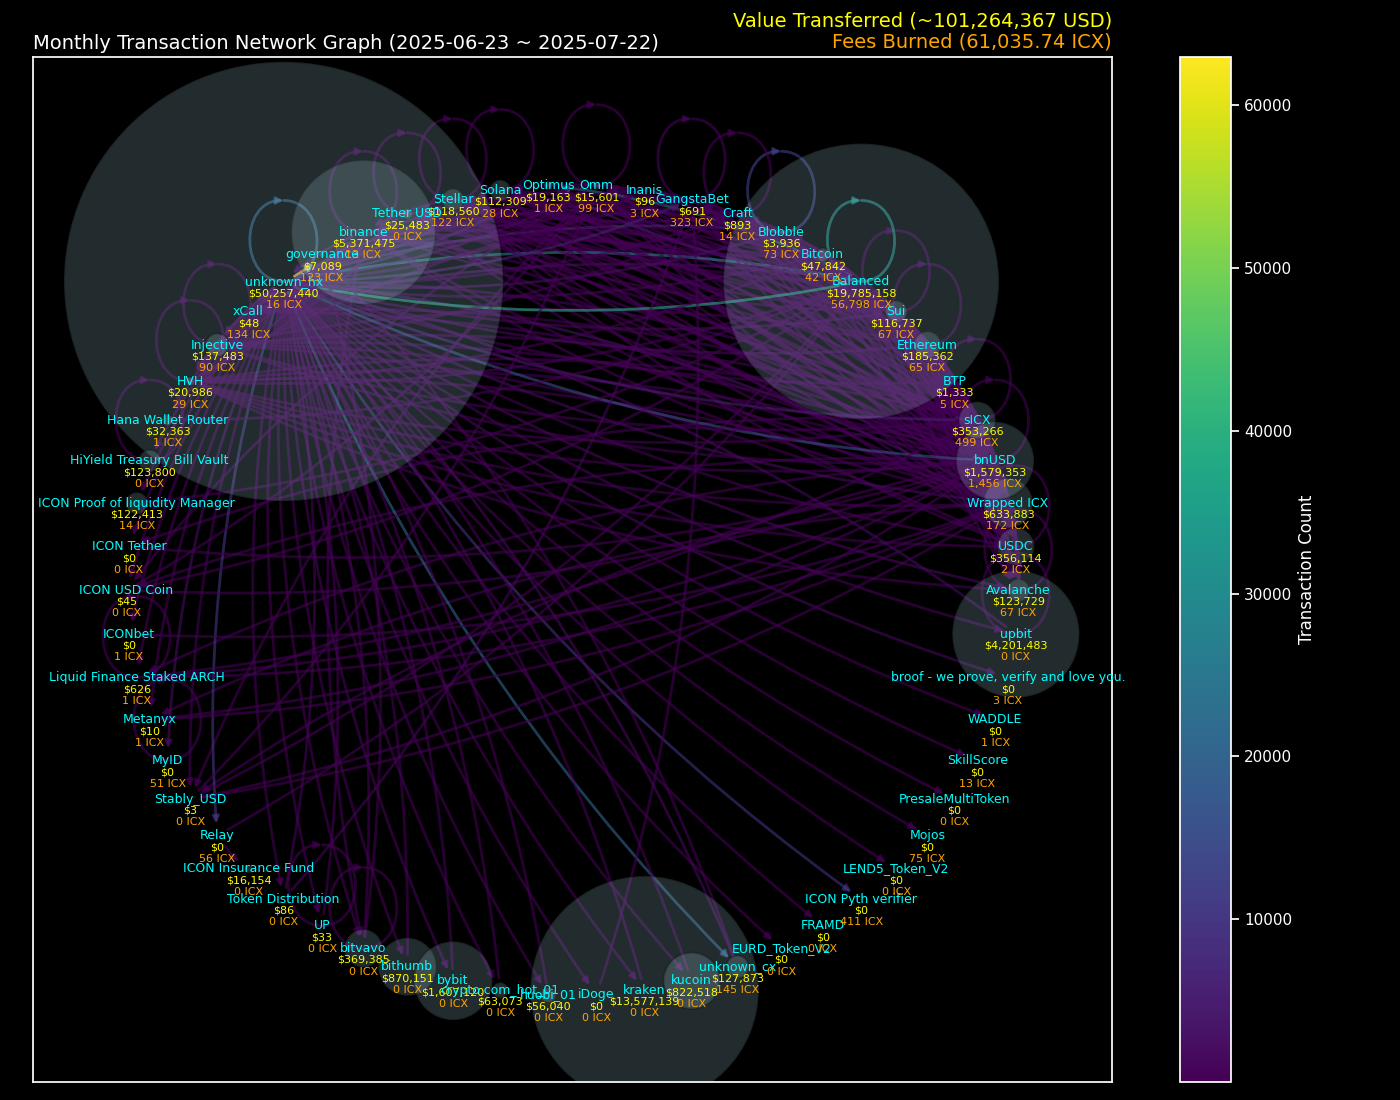 Value Transferred (~101,264,367 USD)
Monthly Transaction Network Graph (2025-06-23 ~ 2025-07-22)
Fees Burned (61,035.74 ICX)
Optimus
$19,163
1 ICX
Omm
$15,601
99 ICX
Solana
$112,309
28 ICX
Inanis
$96
3 ICX
Stellar
$118,560
122 ICX
GangstaBet
$691
323 ICX
Tether USD
$25,483
0 ICX
Craft
$893
14 ICX
binance
$5,371,475
13 ICX
Blobble
$3,936
73 ICX
governance
$7,089
123 ICX
Bitcoin
$47,842
42 ICX
unknown_hx
$50,257,440
16 ICX
Balanced
$19,785,158
56,798 ICX
xCall
$48
134 ICX
Sui
$116,737
67 ICX
Injective
$137,483
90 ICX
Ethereum
$185,362
65 ICX
HVH
$20,986
29 ICX
BTP
$1,333
5 ICX
Hana Wallet Router
$32,363
1 ICX
sICX
$353,266
499 ICX
HiYield Treasury Bill Vault
$123,800
0 ICX
bnUSD
$1,579,353
1,456 ICX
ICON Proof of liquidity Manager
$122,413
14 ICX
Wrapped ICX
$633,883
172 ICX
ICON Tether
$0
0 ICX
USDC
$356,114
2 ICX
ICON USD Coin
$45
0 ICX
Avalanche
$123,729
67 ICX
ICONbet
$0
1 ICX
upbit
$4,201,483
0 ICX
Liquid Finance Staked ARCH
$626
1 ICX
broof - we prove, verify and love you.
$0
3 ICX
Metanyx
$10
1 ICX
WADDLE
$0
1 ICX
MyID
$0
51 ICX
SkillScore
$0
13 ICX
Stably_USD
$3
0 ICX
PresaleMultiToken
$0
0 ICX
Relay
$0
56 ICX
Mojos
$0
75 ICX
ICON Insurance Fund
$16,154
0 ICX
LEND5_Token_V2
$0
0 ICX
Token Distribution
$86
0 ICX
ICON Pyth verifier
$0
411 ICX
UP
$33
0 ICX
FRAMD
$0
0 ICX
bitvavo
$369,385
0 ICX
EURD_Token_V2
$0
0 ICX
bithumb
$870,151
0 ICX
unknown_cx
$127,873
145 ICX
bybit
$1,607,120
0 ICX
kucoin
$822,518
0 ICX
crypto.com_hot_01
$63,073
0 ICX
huobi_01
$56,040
0 ICX
iDoge
$0
0 ICX
kraken
$13,577,139
0 ICX
60000
50000
40000
30000
20000
10000
Transaction Count